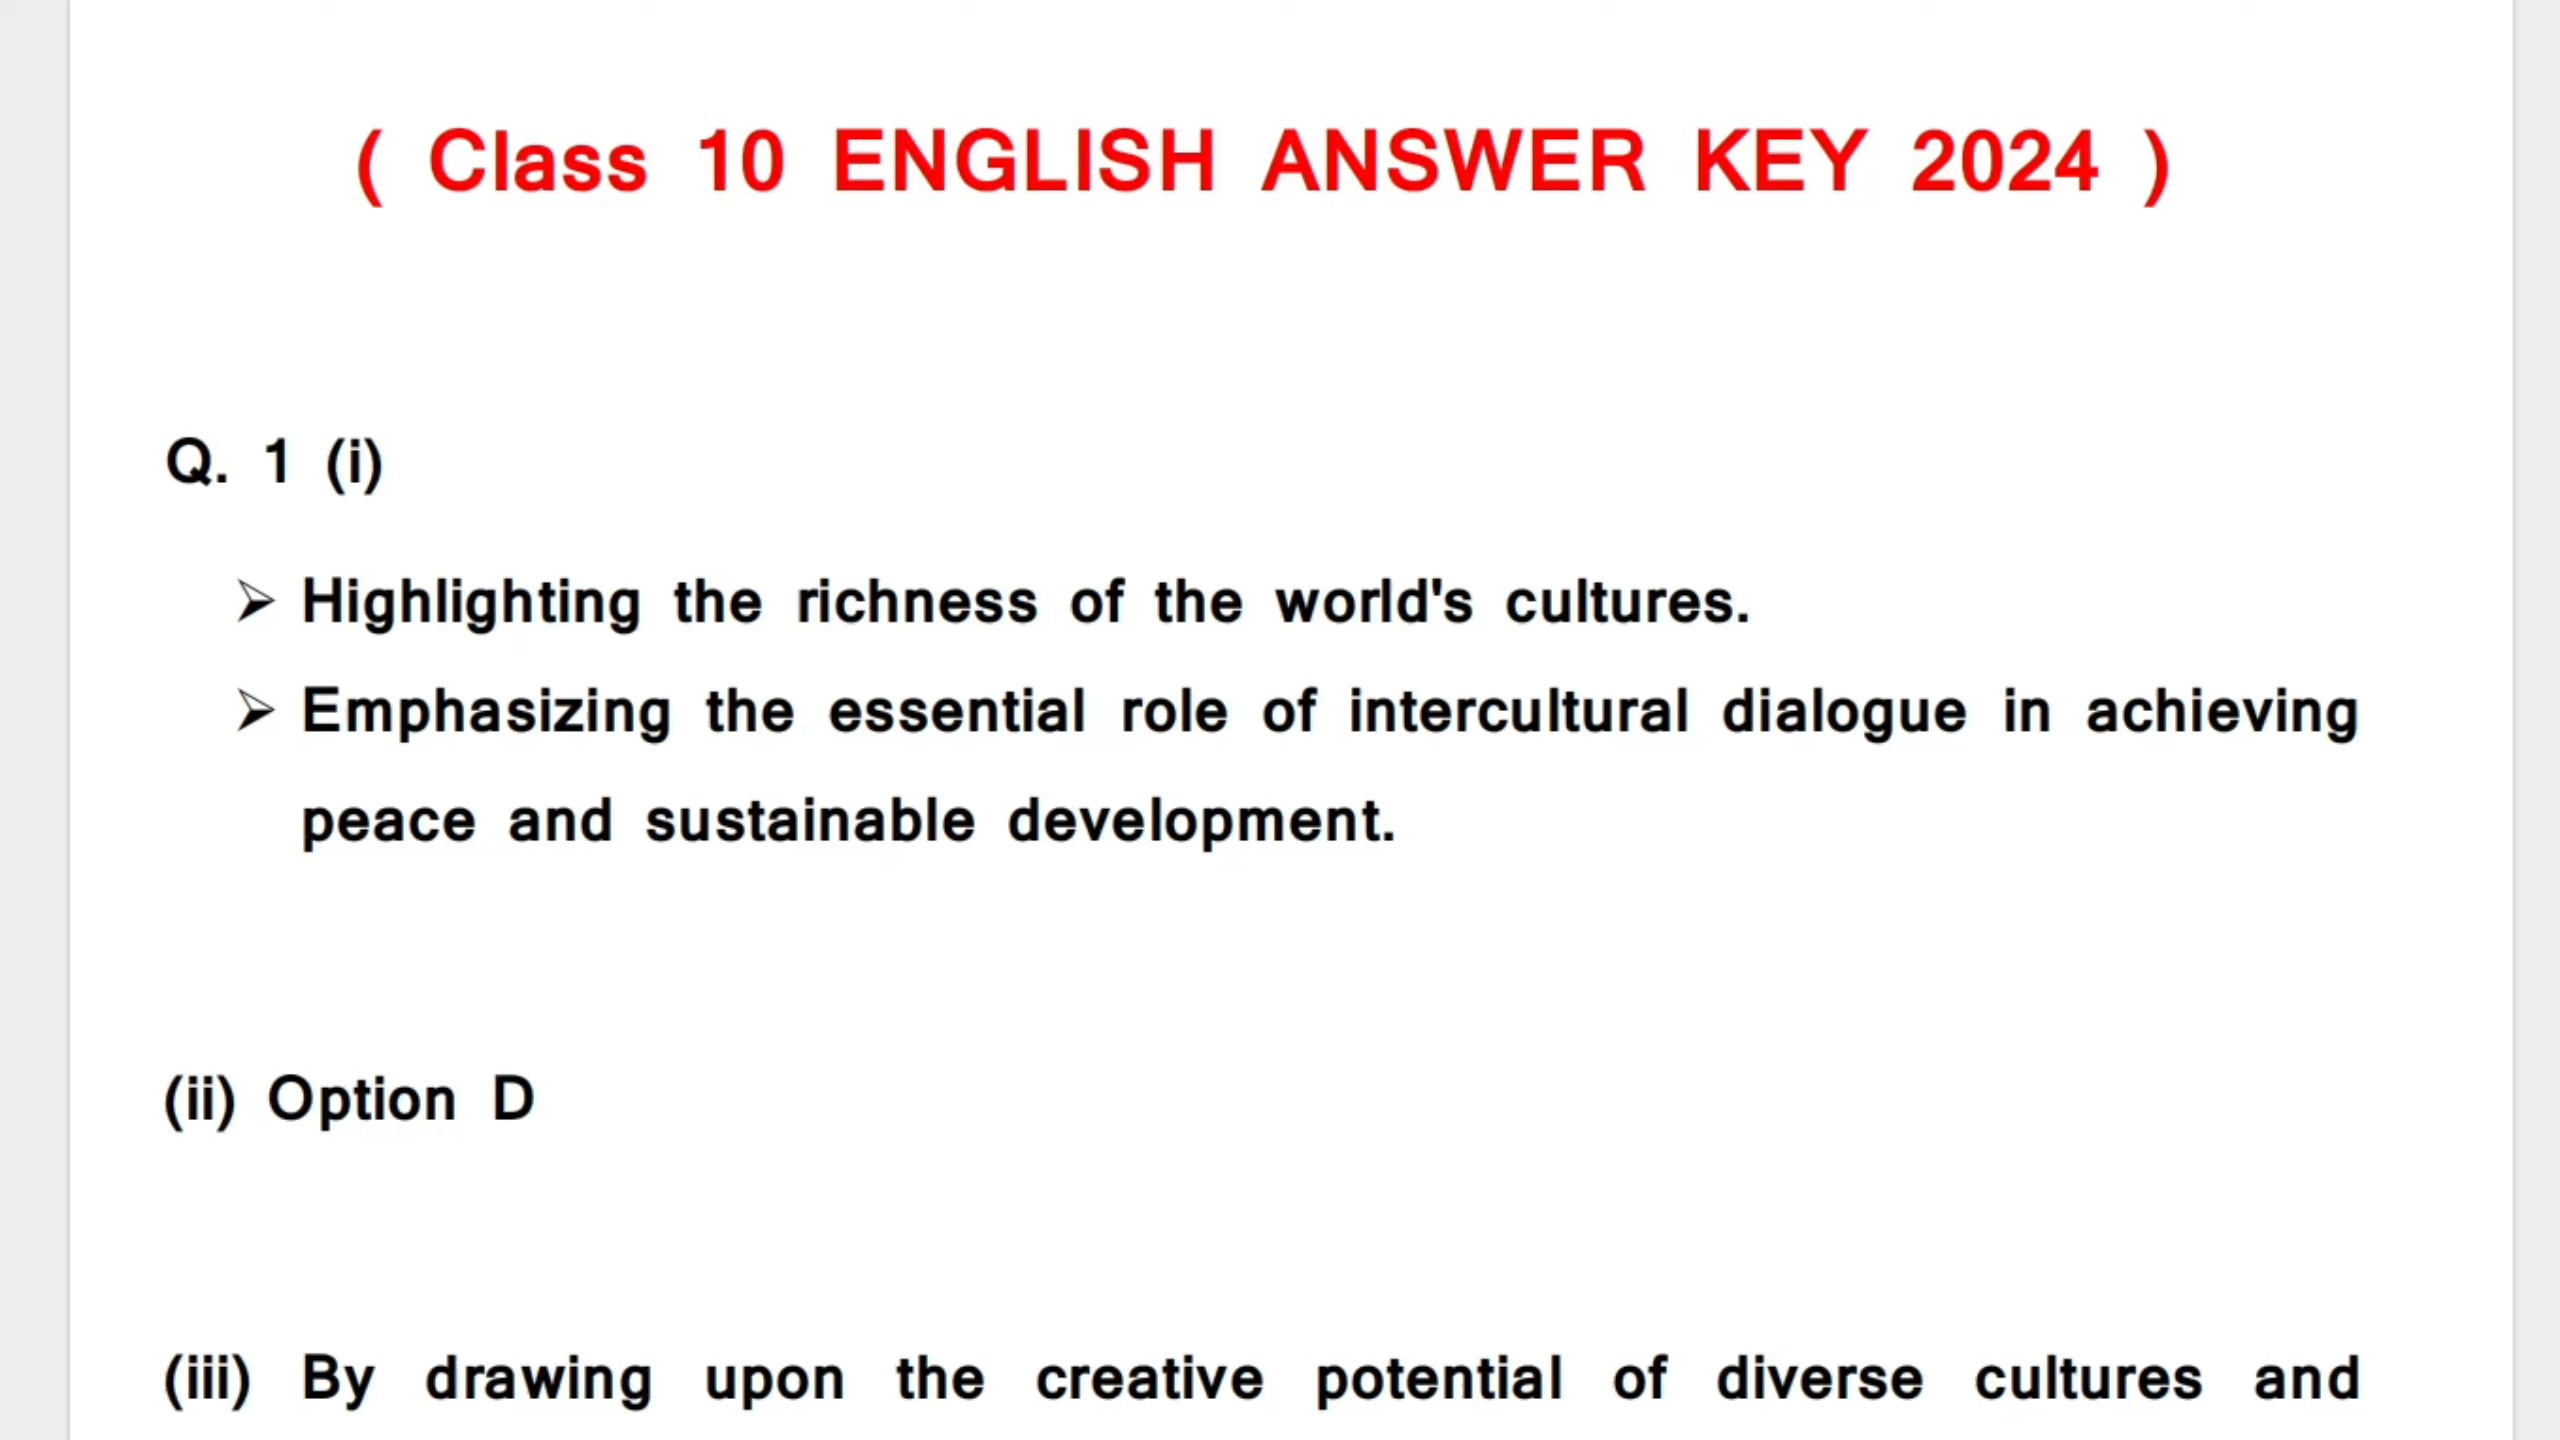 ( Class 10 ENGLISH ANSWER KEY 2024 )
Q. 1 (i)
➢ Highlighting the richness of the world's cultures.
➢ Emphasizing the essential role of intercultural dialogue in achieving
peace and sustainable development.
(ii) Option D
(iii) By drawing upon the creative potential of diverse cultures and